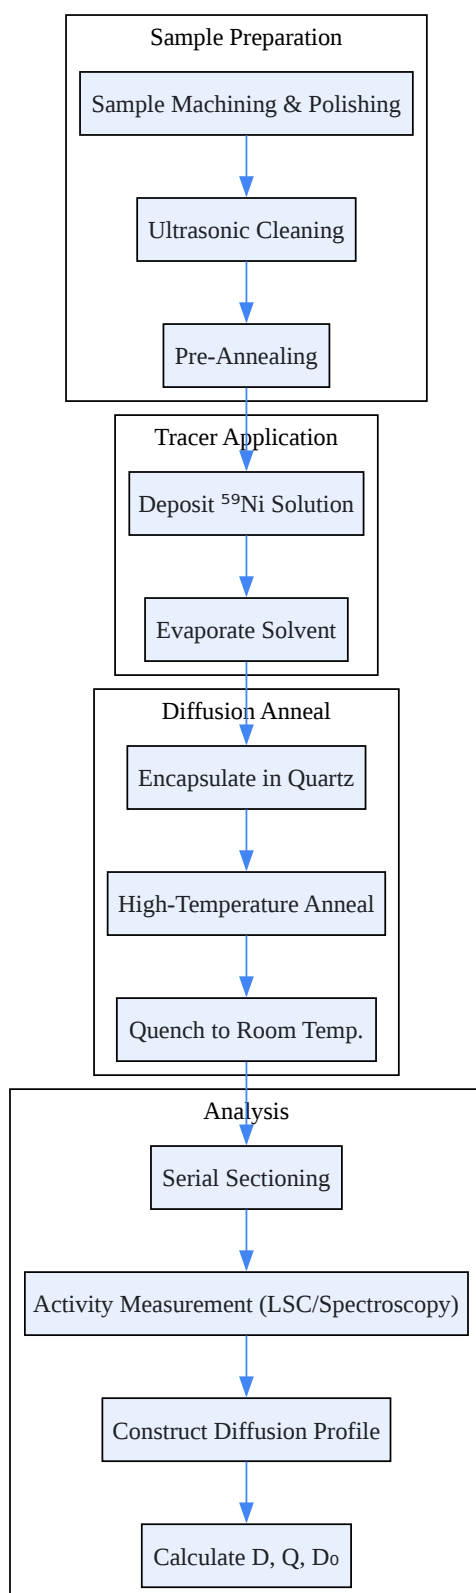 Sample Preparation
Sample Machining & Polishing
Ultrasonic Cleaning
Pre-Annealing
Tracer Application
Deposit ⁵⁹Ni Solution
Evaporate Solvent
Diffusion Anneal
Encapsulate in Quartz
High-Temperature Anneal
Quench to Room Temp.
Analysis
Serial Sectioning
Activity Measurement (LSC/Spectroscopy)
Construct Diffusion Profile
Calculate D, Q, D₀